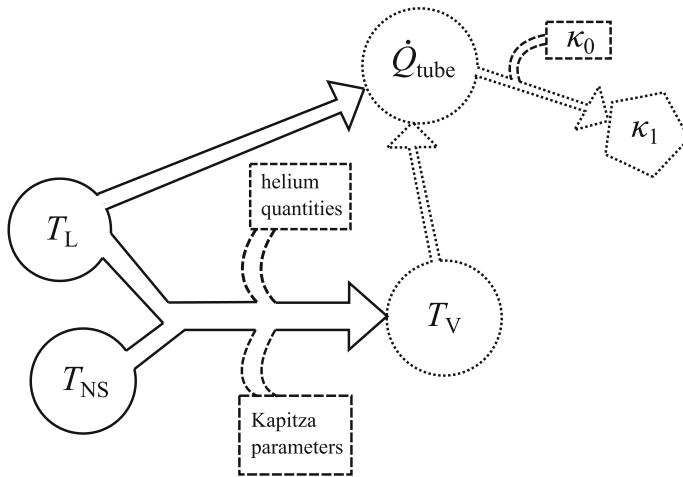 Q̇tube
κ0
κ1
helium
quantities
TL
TV
TNS
Kapitza
parameters